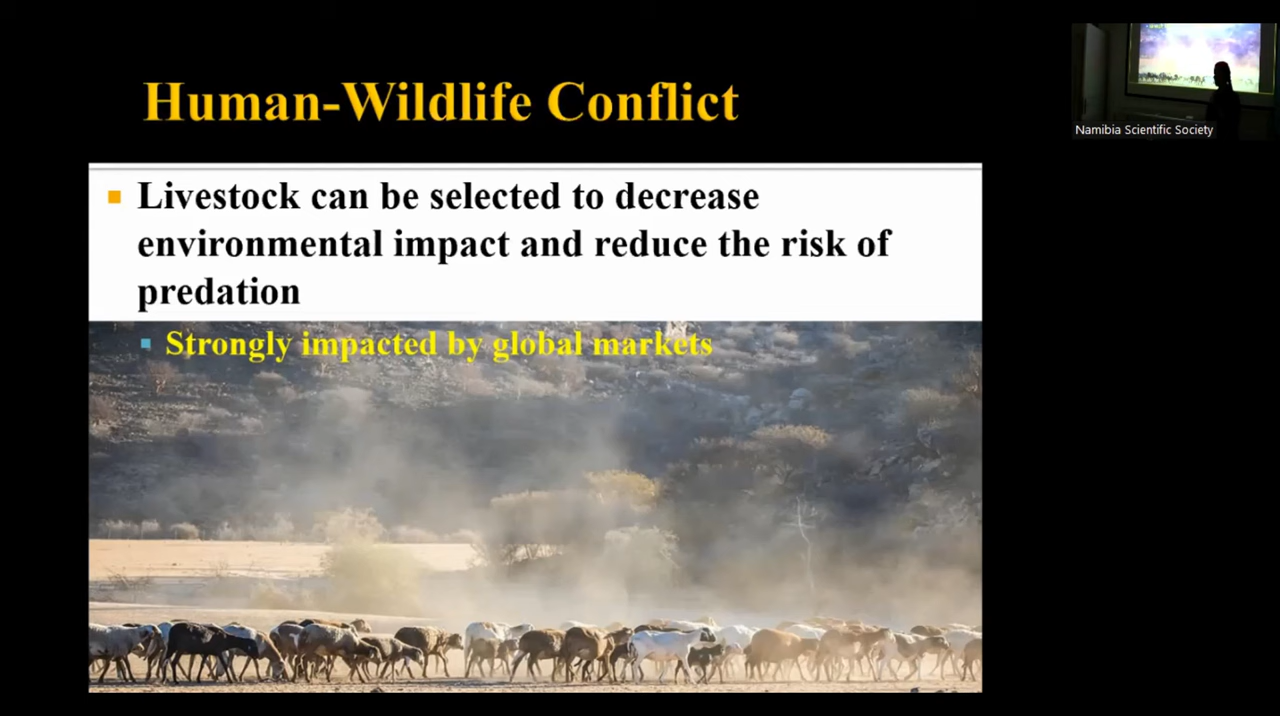 Human-Wildlife Conflict
Namibia Scientific Society
Livestock can be selected to decrease
environmental impact and reduce the risk of
predation
Strongly impacted by global markets